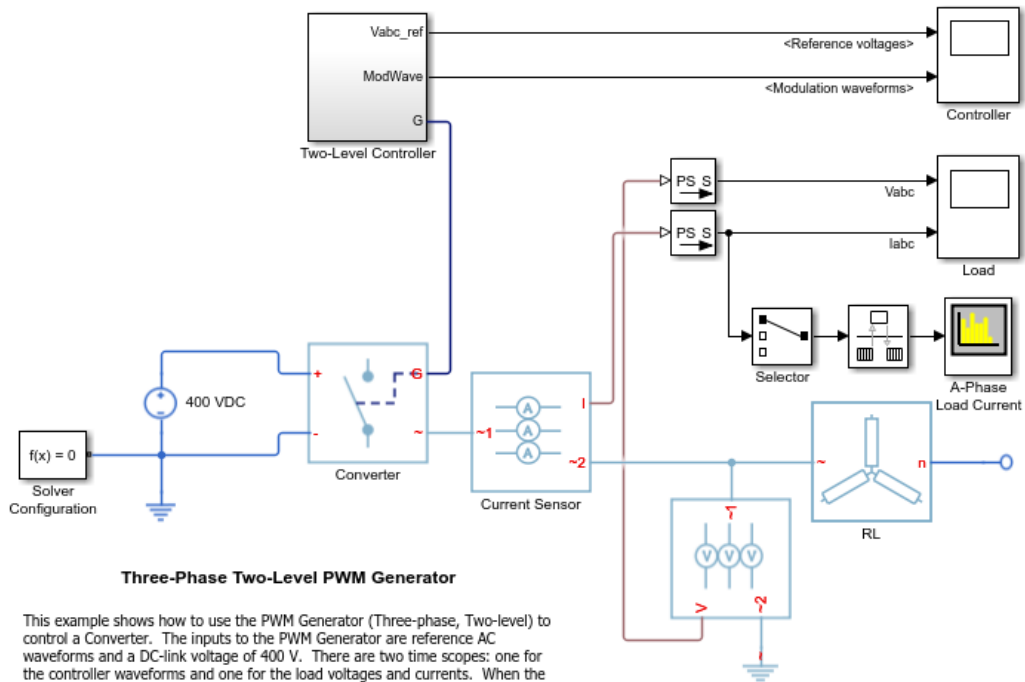 Vabc_ref
<Reference voltages>
ModWave
<Modulation waveforms>
G
Controller
Two-Level Controller
PS S
Vabc
PS S
Iabc
Load
Selector
A-Phase
Load Current
+
G
400 VDC
I
-
~
~1
~2
~
n
f(x) = 0
Converter
Solver
Configuration
Current Sensor
RL
~1
A
A
A
V V V
V
~2
Three-Phase Two-Level PWM Generator
This example shows how to use the PWM Generator (Three-phase, Two-level) to
control a Converter. The inputs to the PWM Generator are reference AC
waveforms and a DC-link voltage of 400 V. There are two time scopes: one for
the controller waveforms and one for the load voltages and currents. When the